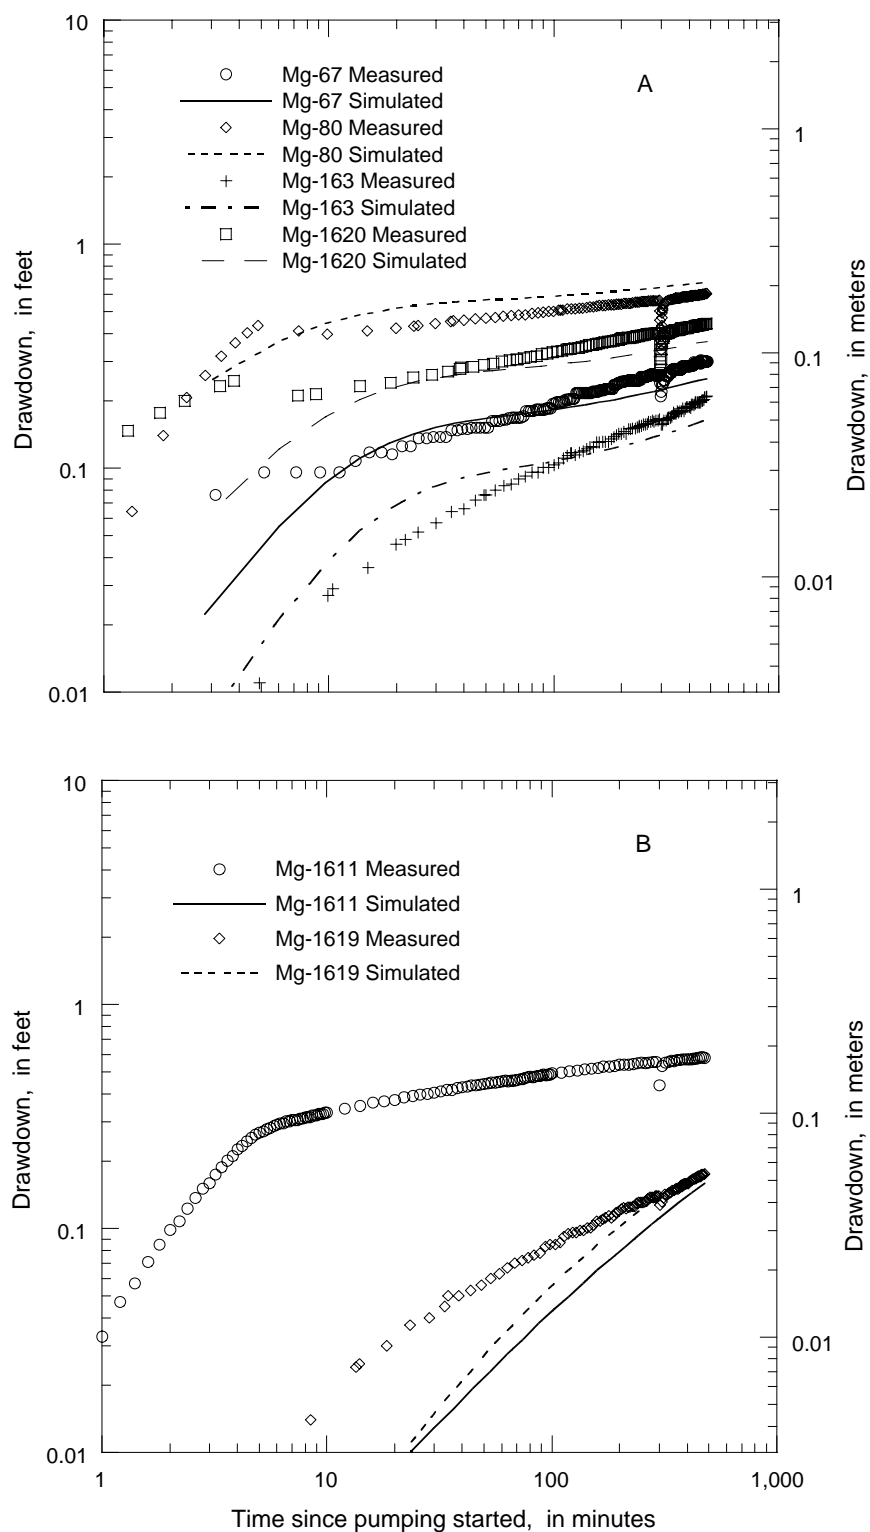 10
A
Mg-67 Measured
Mg-67 Simulated
Mg-80 Measured
Mg-80 Simulated
Mg-163 Measured
Mg-163 Simulated
Mg-1620 Measured
Mg-1620 Simulated
1
0.1
0.01
Drawdown, in feet
1
0.1
0.01
Drawdown, in meters
10
B
Mg-1611 Measured
Mg-1611 Simulated
Mg-1619 Measured
Mg-1619 Simulated
1
0.1
0.01
Drawdown, in feet
1
0.1
0.01
Drawdown, in meters
1 10 100 1,000
Time since pumping started, in minutes